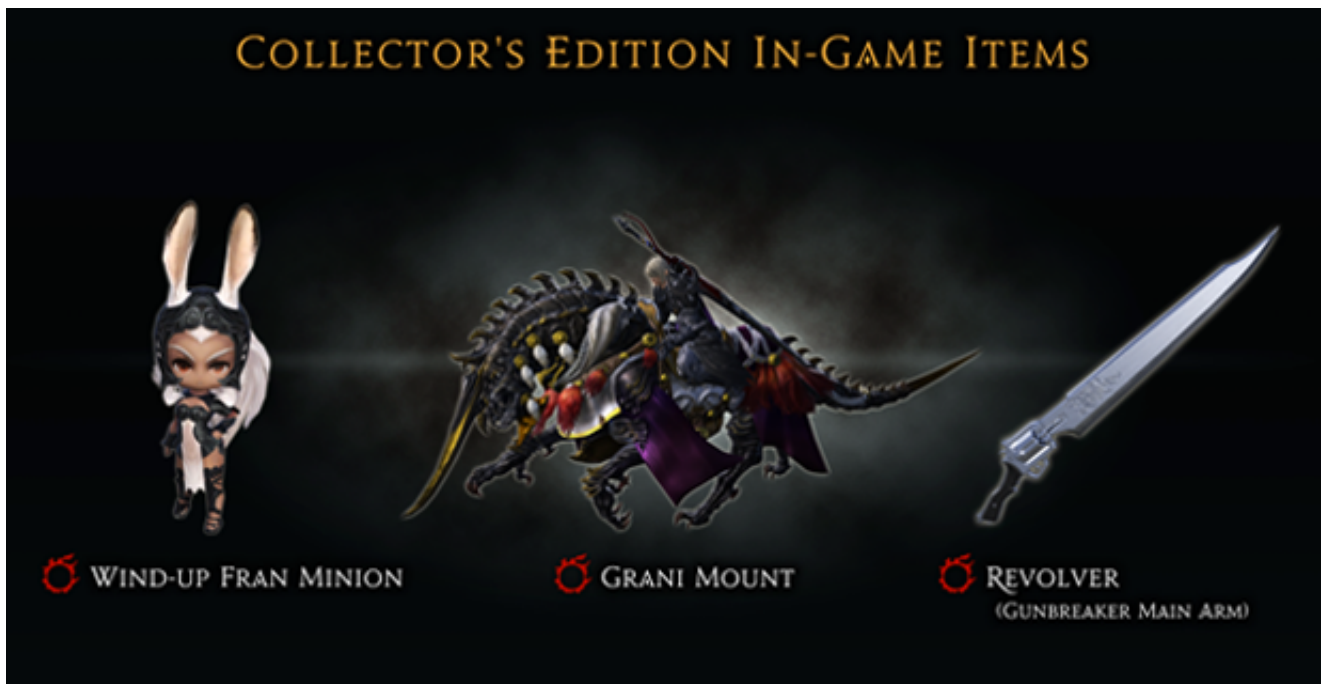 COLLECTOR'S EDITION IN-GAME ITEMS
WIND-UP FRAN MINION
GRANI MOUNT
REVOLVER
(GUNBREAKER MAIN ARM)